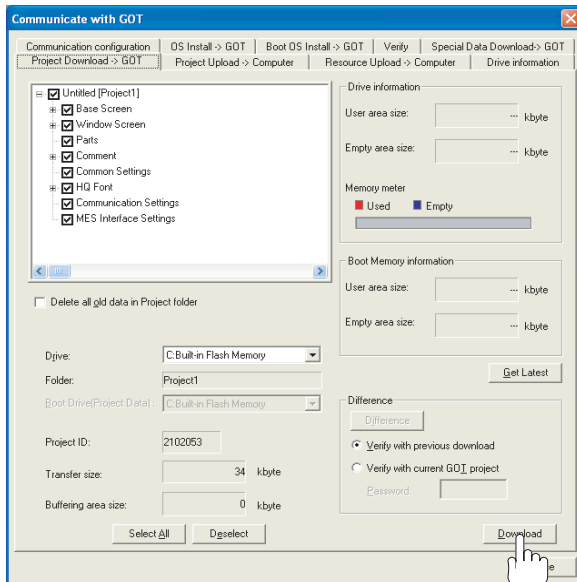 Communicate with GOT
Communication configuration OS Install -> GOT Boot OS Install -> GOT Verify Special Data Download-> GOT
Project Download -> GOT Project Upload -> Computer Resource Upload -> Computer Drive information
Untitled [Project1]
Base Screen
Window Screen
Parts
Comment
Common Settings
HQ Font
Communication Settings
MES Interface Settings
Delete all old data in Project folder
Drive: C:Built-in Flash Memory
Folder: Project1
Boot Drive(Project Data) : C:Built-in Flash Memory
Project ID: 2102053
Transfer size: 34 kbyte
Buffering area size: 0 kbyte
Select All Deselect
Drive information
User area size: --- kbyte
Empty area size: --- kbyte
Memory meter
Used Empty
Boot Memory information
User area size: --- kbyte
Empty area size: --- kbyte
Get Latest
Difference
Difference
Verify with previous download
Verify with current GOT project
Password:
Download